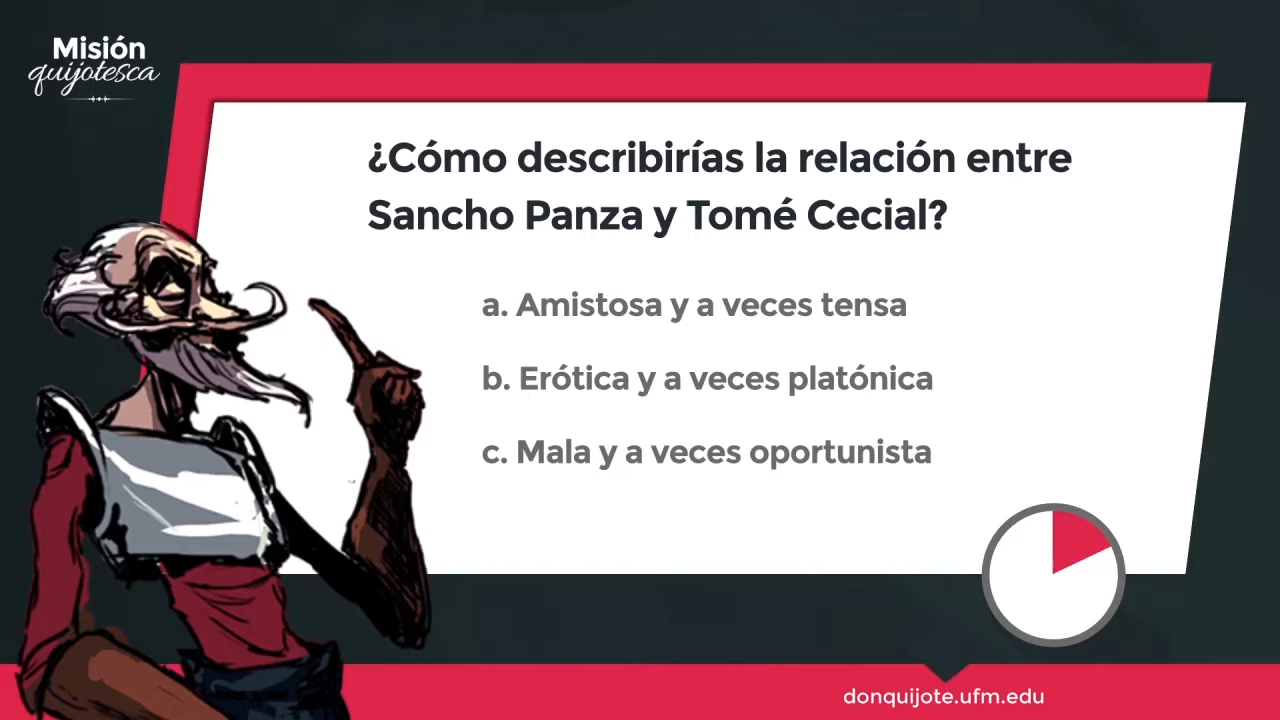 Misión
quijotesca
¿Cómo describirías la relación entre
Sancho Panza y Tomé Cecial?
a. Amistosa y a veces tensa
b. Erótica y a veces platónica
c. Mala y a veces oportunista
donquijote.ufm.edu